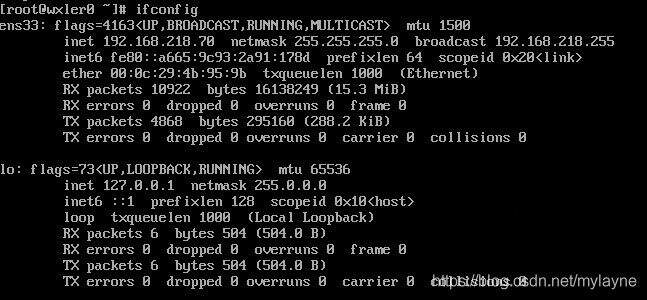 [root@wxler0 ~]# ifconfig
ens33: flags=4163<UP,BROADCAST,RUNNING,MULTICAST>  mtu 1500
        inet 192.168.218.70  netmask 255.255.255.0  broadcast 192.168.218.255
        inet6 fe80::a665:9c93:2a91:178d  prefixlen 64  scopeid 0x20<link>
        ether 00:0c:29:4b:95:9b  txqueuelen 1000  (Ethernet)
        RX packets 10922  bytes 16138249 (15.3 MiB)
        RX errors 0  dropped 0  overruns 0  frame 0
        TX packets 4868  bytes 295160 (288.2 KiB)
        TX errors 0  dropped 0 overruns 0  carrier 0  collisions 0
lo: flags=73<UP,LOOPBACK,RUNNING>  mtu 65536
        inet 127.0.0.1  netmask 255.0.0.0
        inet6 ::1  prefixlen 128  scopeid 0x10<host>
        loop  txqueuelen 1000  (Local Loopback)
        RX packets 6  bytes 504 (504.0 B)
        RX errors 0  dropped 0  overruns 0  frame 0
        TX packets 6  bytes 504 (504.0 B)
        TX errors 0  dropped 0 overruns 0  carrier 0  collisions 0
https://blog.csdn.net/mylayne